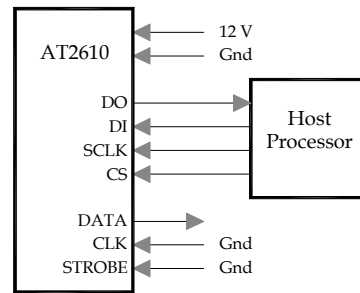 12 V
AT2610
Gnd
DO
DI
SCLK
CS
Host
Processor
DATA
CLK
Gnd
STROBE
Gnd